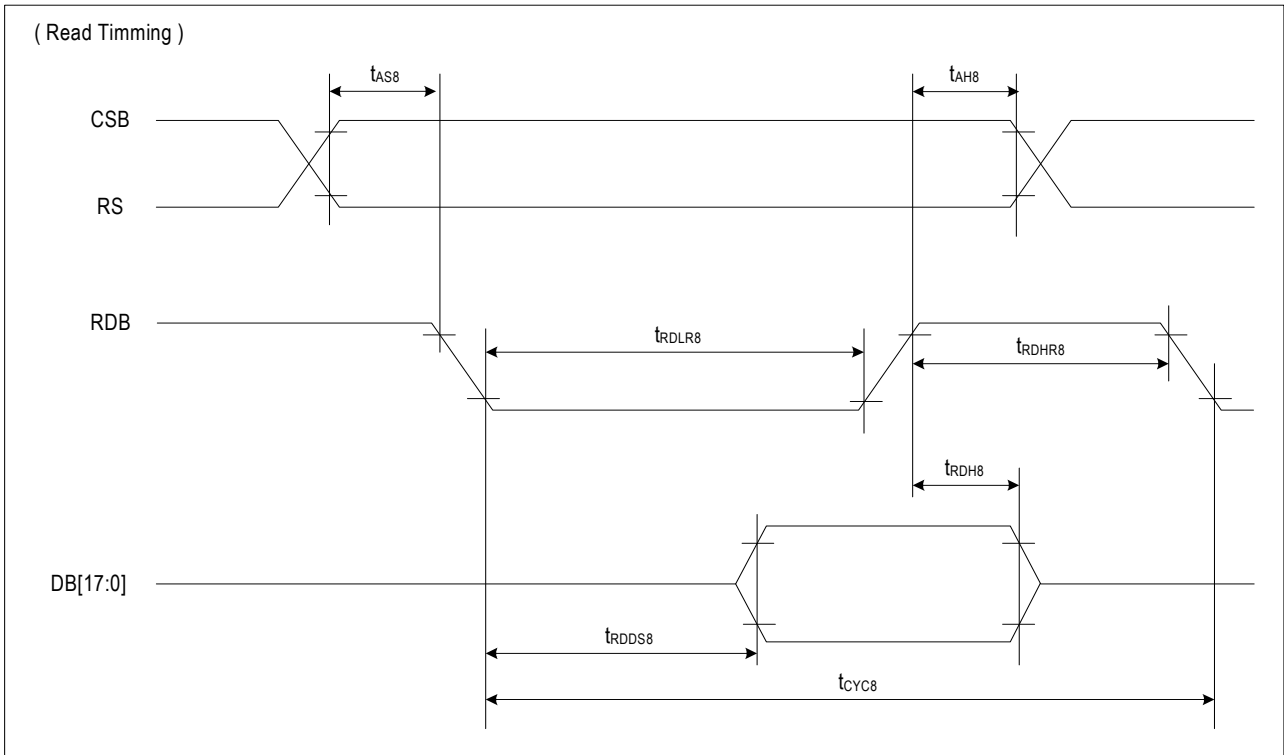 ( Read Timming )
tAS8
tAH8
CSB
RS
RDB
tRDLR8
tRDHR8
tRDH8
DB[17:0]
tRDDS8
tCYC8